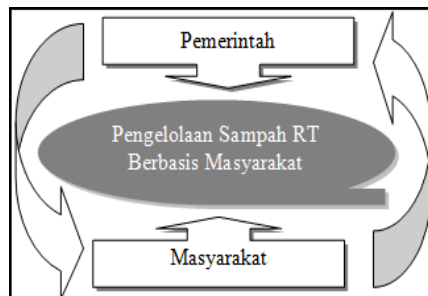 Pemerintah
Pengelolaan Sampah RT
Berbasis Masyarakat
Masyarakat